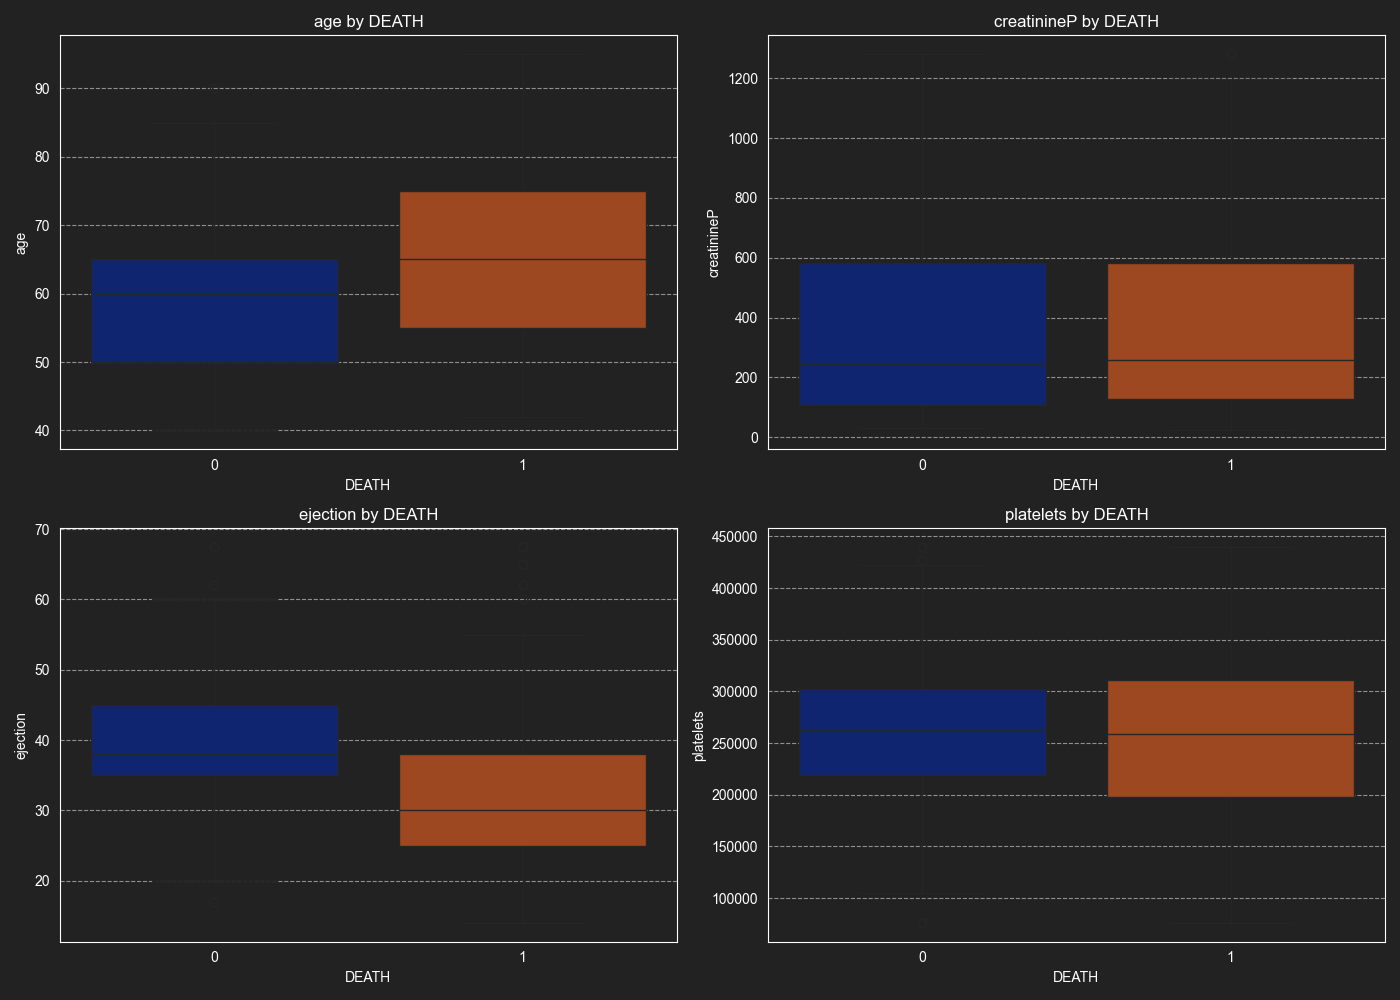 age by DEATH
age
90
80
70
60
50
40
0 1
DEATH
creatinineP by DEATH
creatinineP
1200
1000
800
600
400
200
0
0 1
DEATH
ejection by DEATH
ejection
70
60
50
40
30
20
0 1
DEATH
platelets by DEATH
platelets
450000
400000
350000
300000
250000
200000
150000
100000
0 1
DEATH